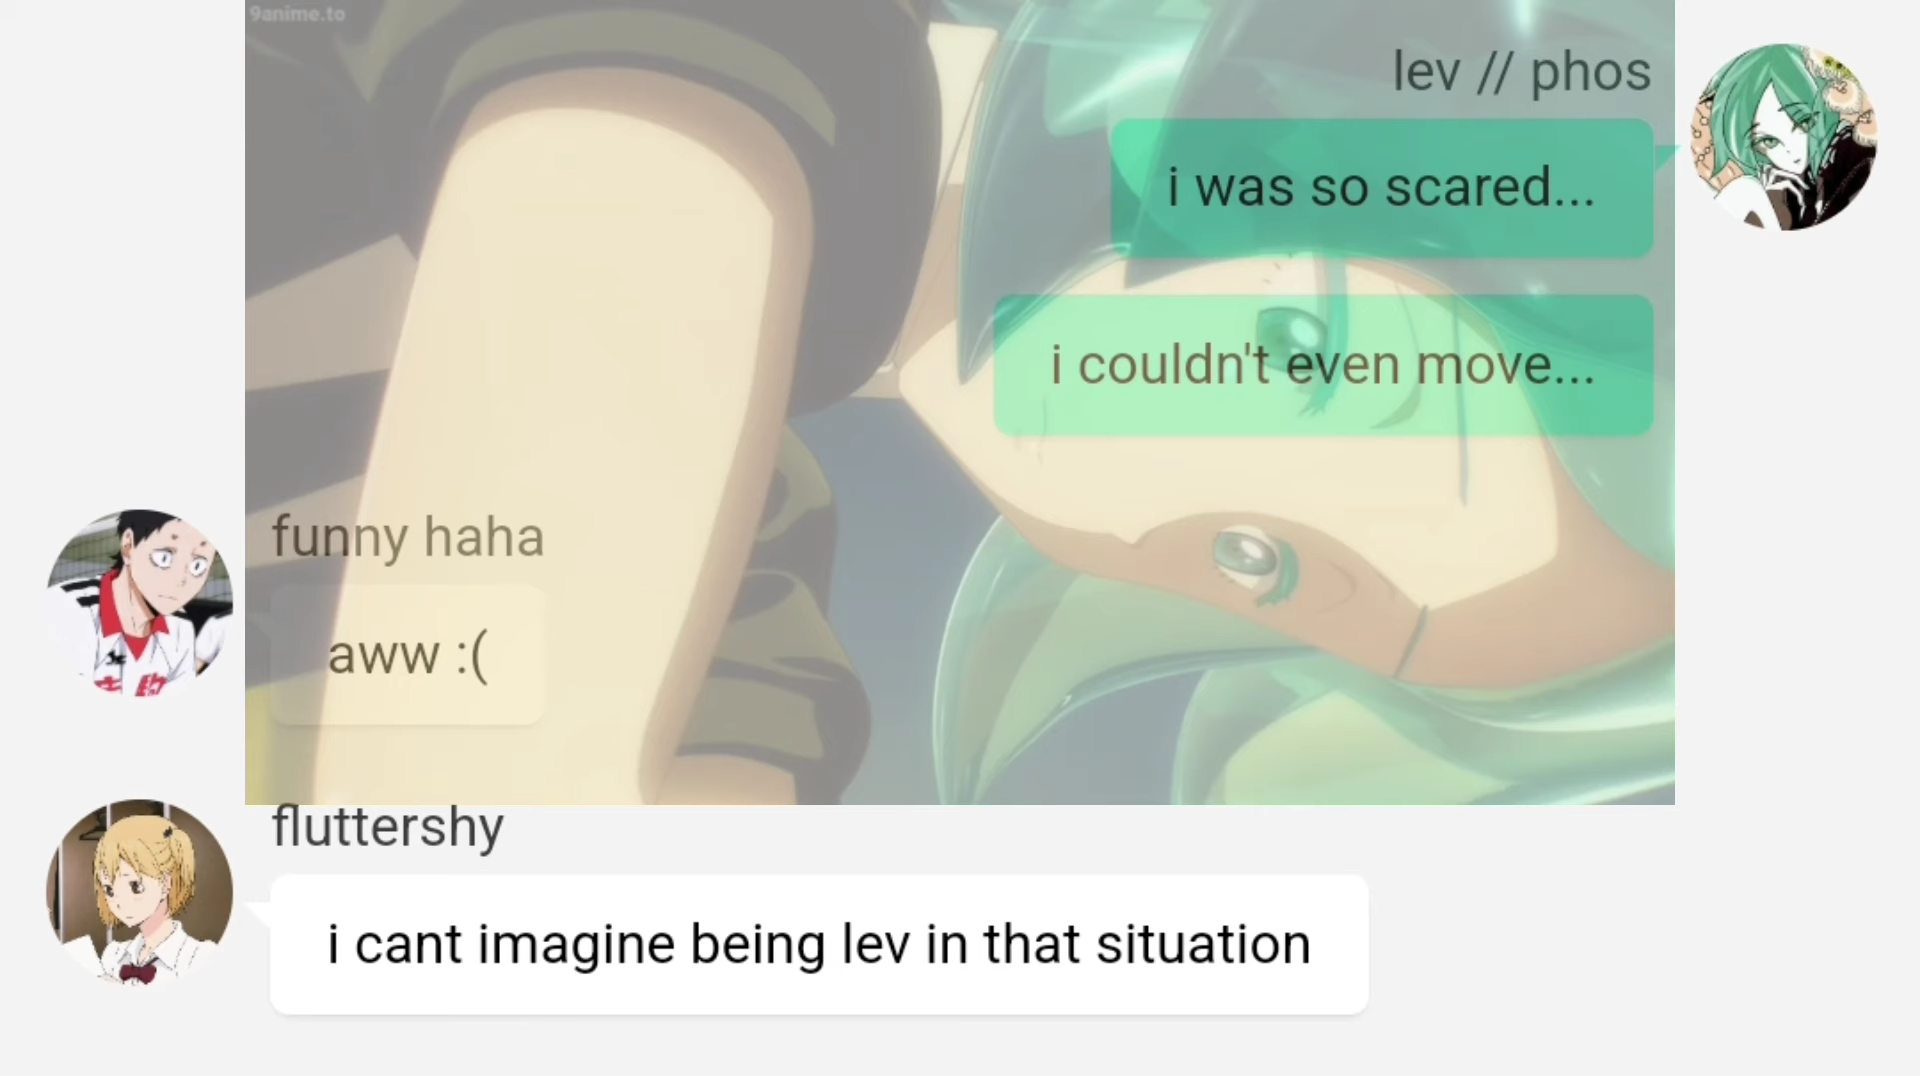 9anime.to
lev // phos
i was so scared...
i couldn't even move...
funny haha
aww :(
fluttershy
i cant imagine being lev in that situation